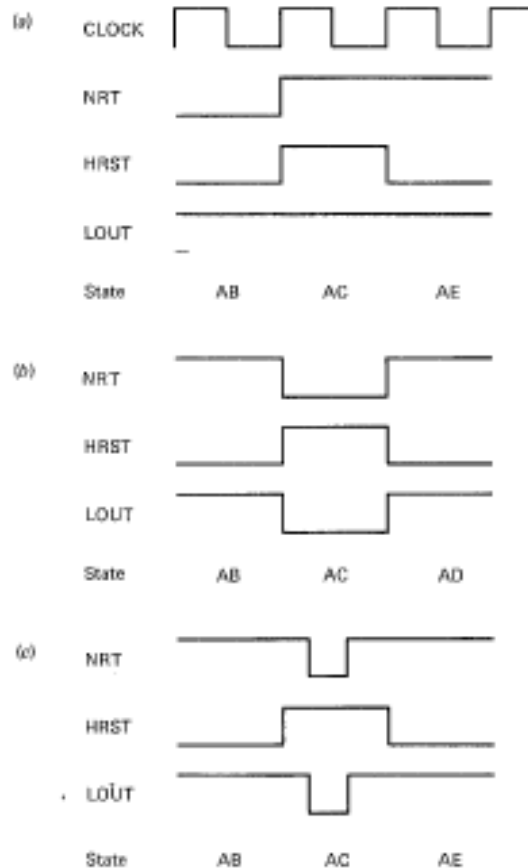 (a) CLOCK
NRT
HRST
LOUT
State AB AC AE
(b) NRT
HRST
LOUT
State AB AC AD
(c) NRT
HRST
LOUT
State AB AC AE